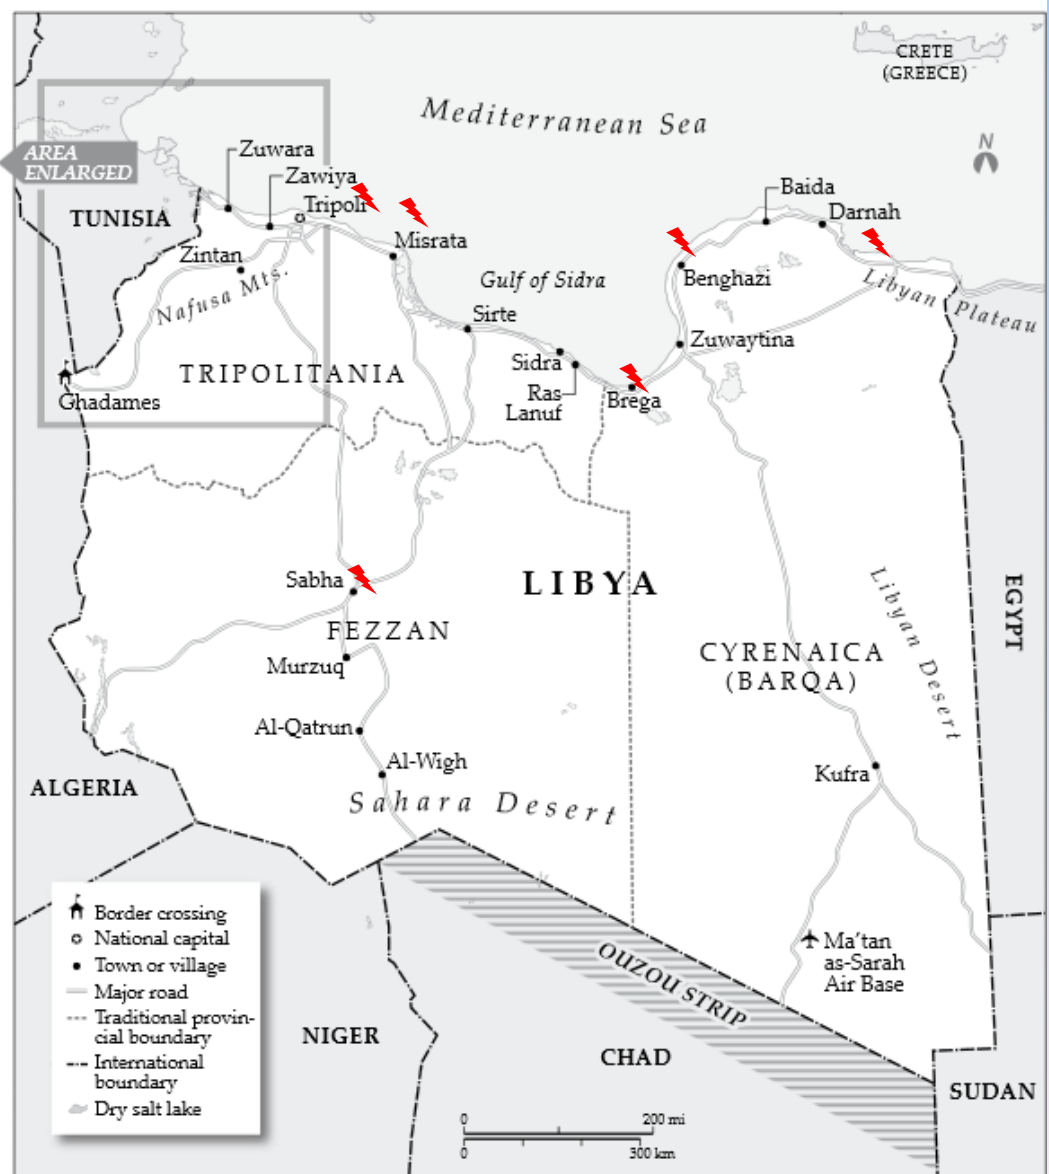 CRETE
(GREECE)
Mediterranean Sea
N
AREA
ENLARGED
Zuwara
Zawiya
Tripoli
TUNISIA
Misrata
Baida
Darnah
Zintan
Nafusa Mts.
Gulf of Sidra
Benghazi
Libyan Plateau
Sirte
Zuwaytina
Sidra
TRIPOLITANIA
Ras
Lanuf
Brega
Ghadames
Sabha
LIBYA
Libyan Desert
EGYPT
FEZZAN
CYRENAICA
(BARQA)
Murzuq
Al-Qatrun
Al-Wigh
Kufra
ALGERIA
Sahara Desert
Border crossing
National capital
Town or village
Major road
Traditional provin-
cial boundary
International
boundary
Dry salt lake
Ma'tan
as-Sarah
Air Base
OUZOU STRIP
NIGER
CHAD
SUDAN
0 200 mi
0 300 km